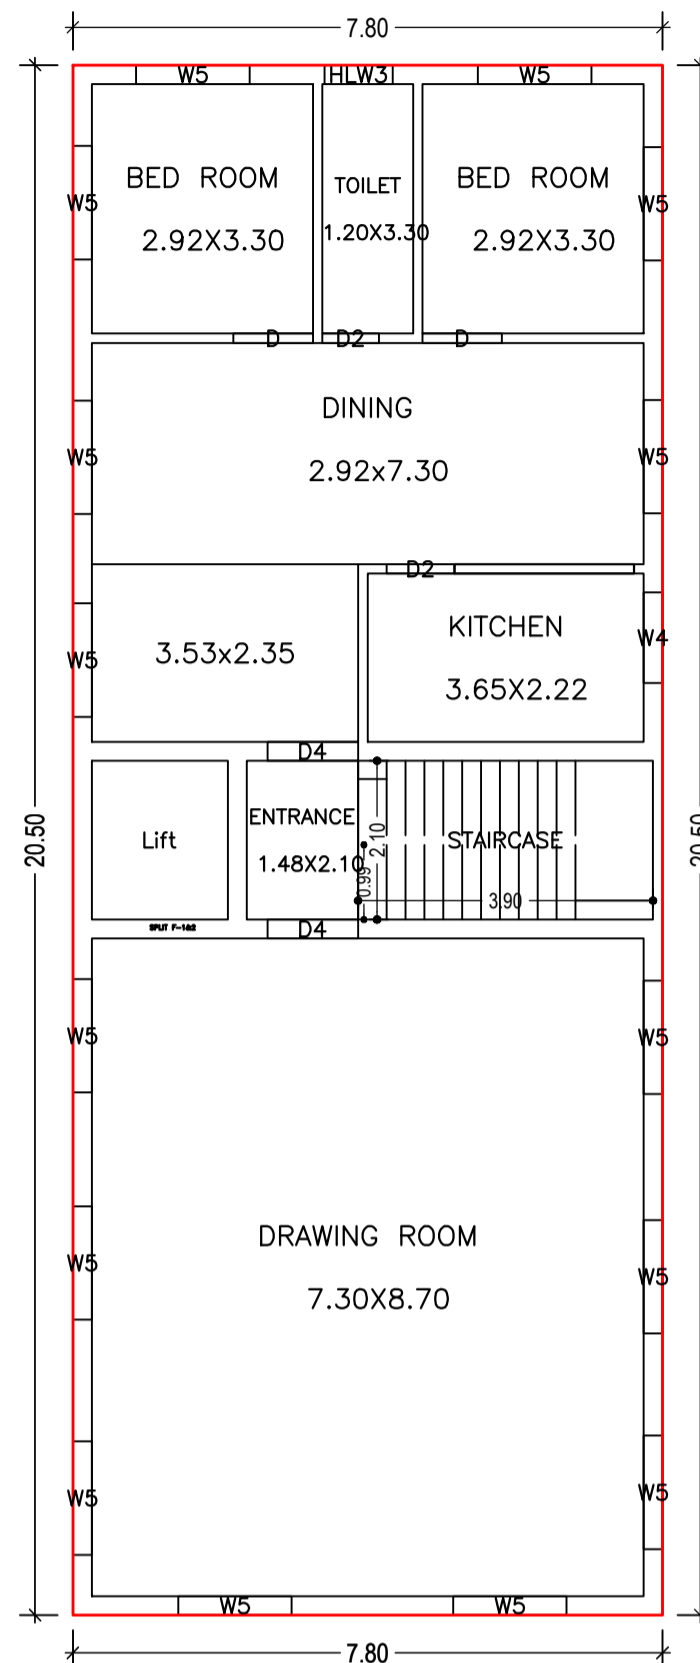 7.80
W5
HLW3
W5
BED ROOM
TOILET
BED ROOM
W5
W5
2.92X3.30
1.20X3.30
2.92X3.30
D
D2
D
DINING
W5
2.92x7.30
W5
D2
KITCHEN
W4
W5
3.53x2.35
3.65X2.22
D4
ENTRANCE
20.50
Lift
2.10
STAIRCASE
20.50
1.48X2.10
0.99
3.90
SPLIT F-1&2
D4
W5
W5
DRAWING ROOM
W5
W5
7.30X8.70
W5
W5
W5
W5
7.80